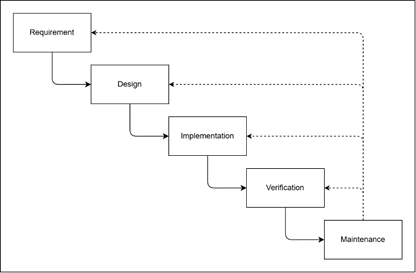 Requirement
Design
Implementation
Verification
Maintenance